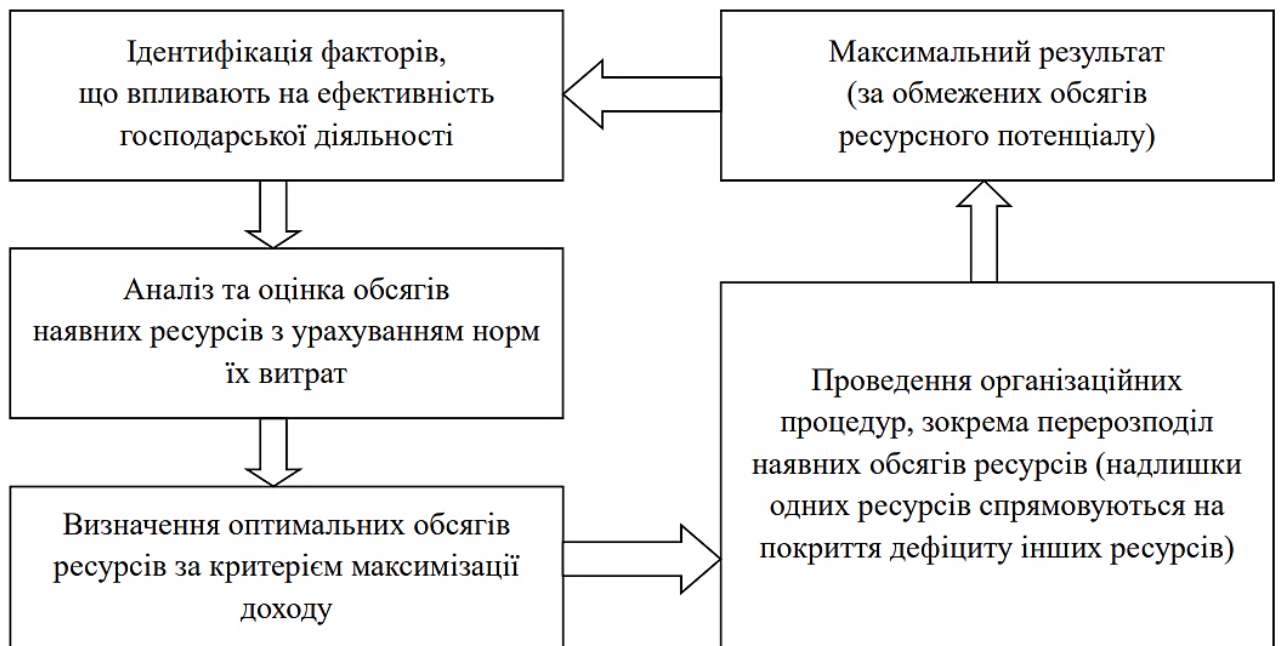 Ідентифікація факторів,
що впливають на ефективність
господарської діяльності
Аналіз та оцінка обсягів
наявних ресурсів з урахуванням норм
їх витрат
Визначення оптимальних обсягів
ресурсів за критерієм максимізації
доходу
Проведення організаційних
процедур, зокрема перерозподіл
наявних обсягів ресурсів (надлишки
одних ресурсів спрямовуються на
покриття дефіциту інших ресурсів)
Максимальний результат
(за обмежених обсягів
ресурсного потенціалу)